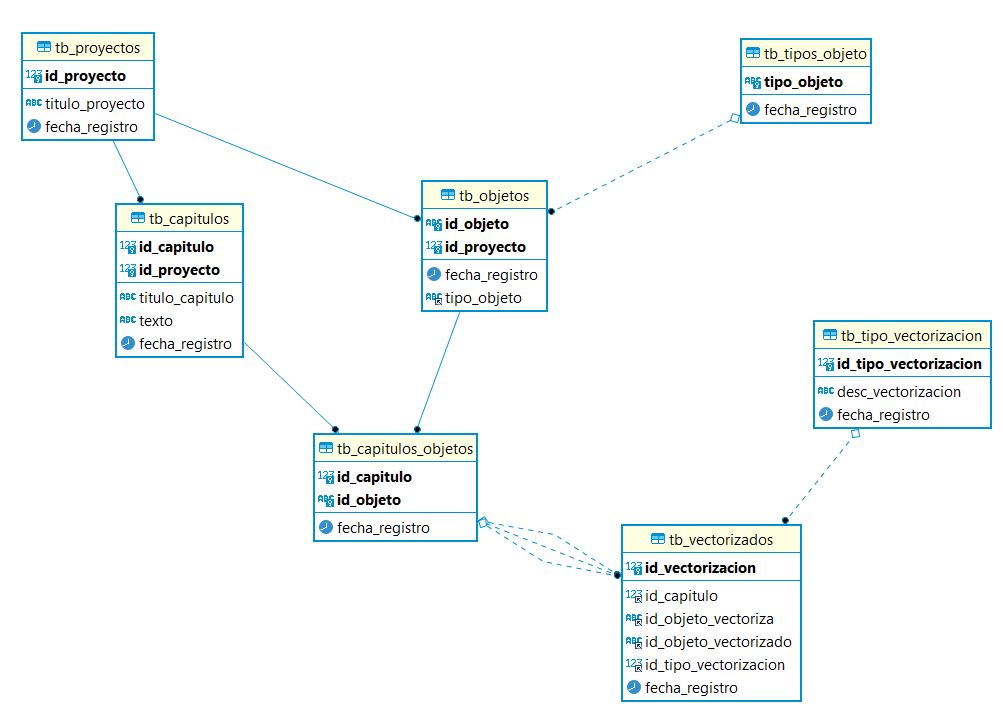 tb_proyectos
id_proyecto
titulo_proyecto
fecha_registro
tb_tipos_objeto
tipo_objeto
fecha_registro
tb_capitulos
id_capitulo
id_proyecto
titulo_capitulo
texto
fecha_registro
tb_objetos
id_objeto
id_proyecto
fecha_registro
tipo_objeto
tb_tipo_vectorizacion
id_tipo_vectorizacion
desc_vectorizacion
fecha_registro
tb_capitulos_objetos
id_capitulo
id_objeto
fecha_registro
tb_vectorizados
id_vectorizacion
id_capitulo
id_objeto_vectoriza
id_objeto_vectorizado
id_tipo_vectorizacion
fecha_registro